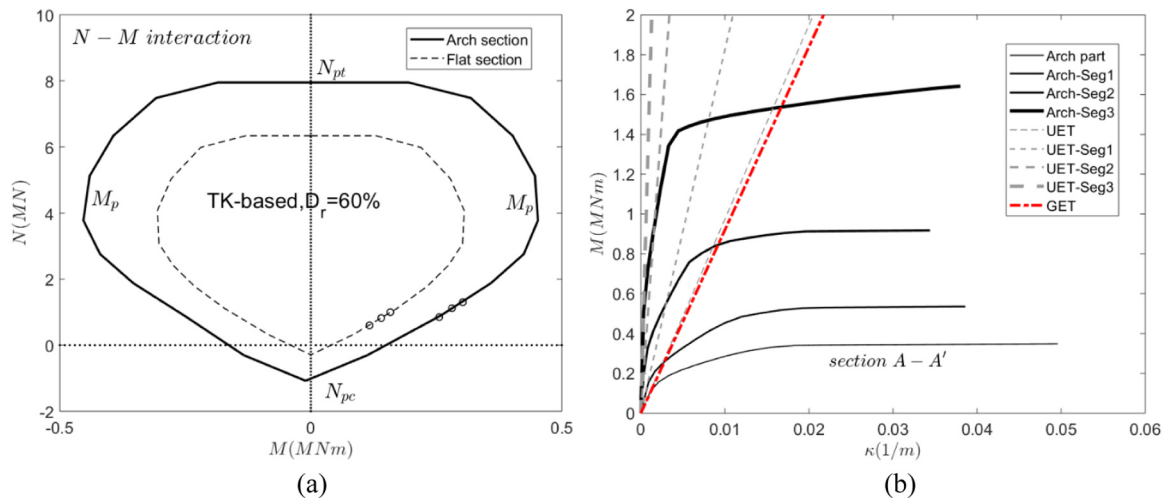 10
8
6
4
2
0
-2
N(MN)
N − M interaction
Arch section
Flat section
N_pt
M_p
TK-based,D_r=60%
M_p
N_pc
-0.5
0
0.5
M(MNm)
(a)
2
1.8
1.6
1.4
1.2
1
0.8
0.6
0.4
0.2
0
M(MNm)
Arch part
Arch-Seg1
Arch-Seg2
Arch-Seg3
UET
UET-Seg1
UET-Seg2
UET-Seg3
GET
section A − A′
0
0.01
0.02
0.03
0.04
0.05
0.06
κ(1/m)
(b)